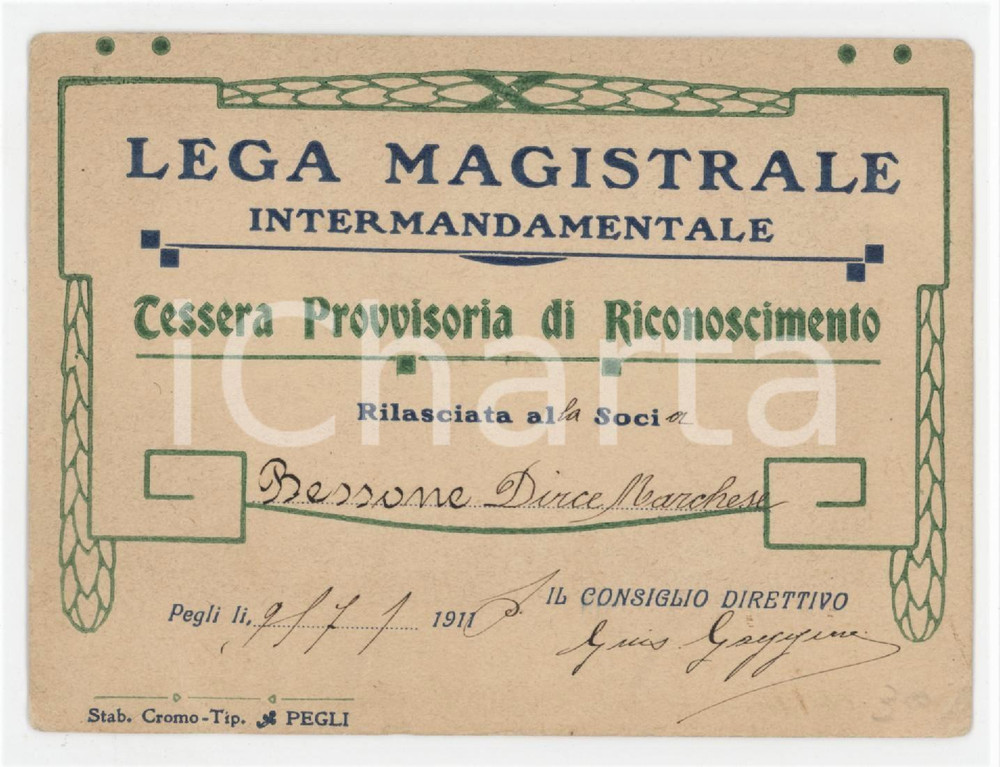 LEGA MAGISTRALE
INTERMANDAMENTALE
Tessera Provvisoria di Riconoscimento
iCharta
Rilasciata alla Socia
Bessone Dirce Marchese
Pegli li, 9/7/1911 IL CONSIGLIO DIRETTIVO
Stab. Cromo-Tip. PEGLI